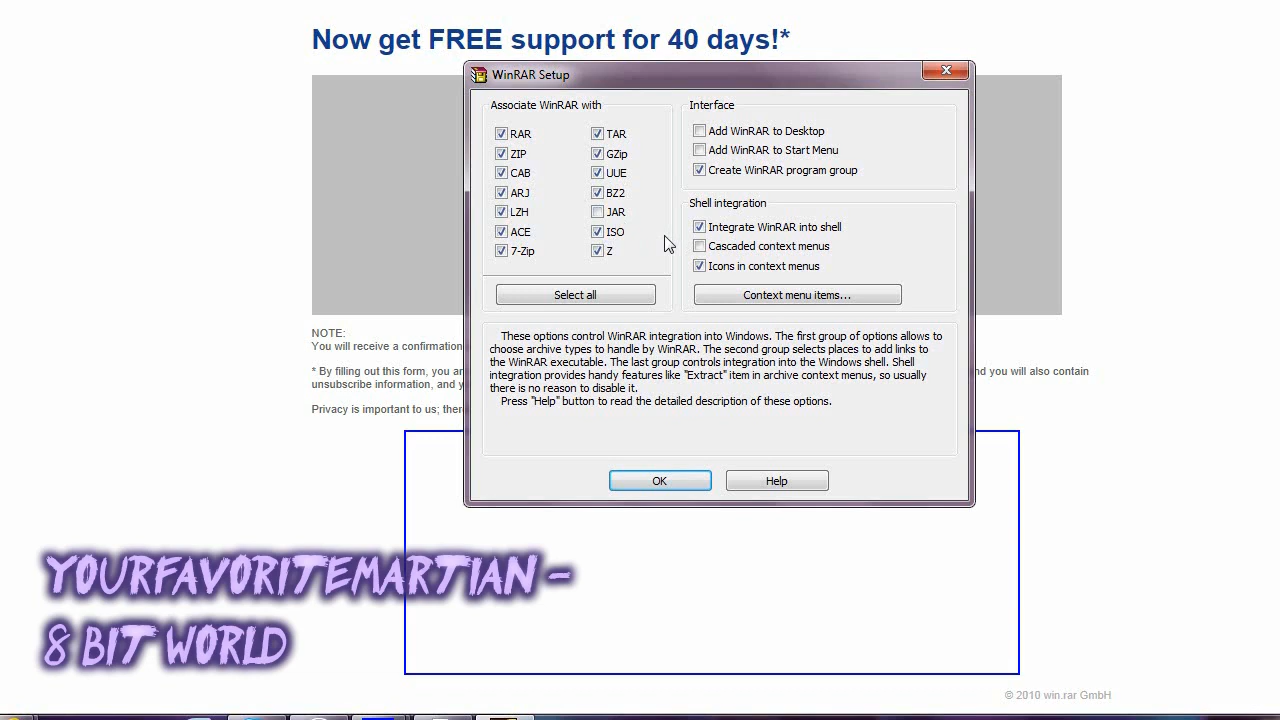 Now get FREE support for 40 days!*
WinRAR Setup
Associate WinRAR with
RAR
TAR
ZIP
GZip
CAB
UUE
ARJ
BZ2
LZH
JAR
ACE
ISO
7-Zip
Z
Select all
Interface
Add WinRAR to Desktop
Add WinRAR to Start Menu
Create WinRAR program group
Shell integration
Integrate WinRAR into shell
Cascaded context menus
Icons in context menus
Context menu items...
These options control WinRAR integration into Windows. The first group of options allows to
choose archive types to handle by WinRAR. The second group selects places to add links to
the WinRAR executable. The last group controls integration into the Windows shell. Shell
integration provides handy features like "Extract" item in archive context menus, so usually
there is no reason to disable it.
Press "Help" button to read the detailed description of these options.
OK
Help
NOTE:
You will receive a confirmation
* By filling out this form, you ar
nd you will also contain
unsubscribe information, and y
Privacy is important to us; ther
YOURFAVORITEMARTIAN -
8 BIT WORLD
© 2010 win.rar GmbH